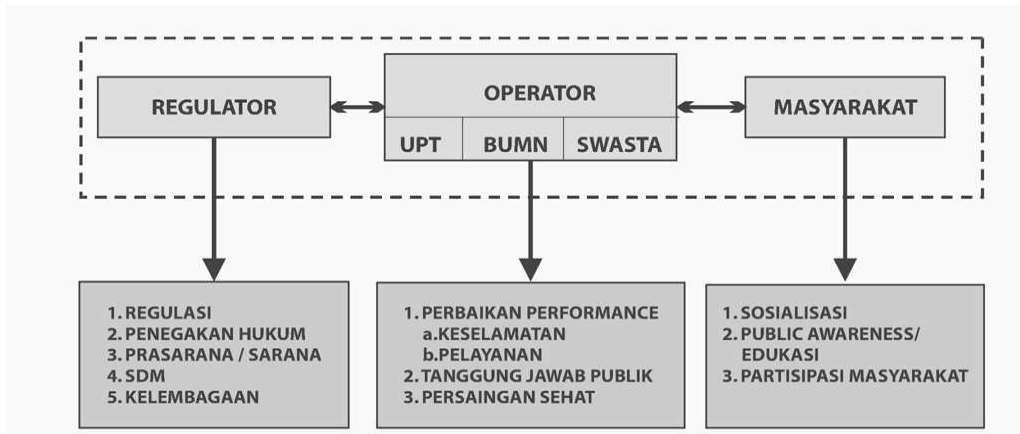 REGULATOR
OPERATOR
UPT
BUMN
SWASTA
MASYARAKAT
1. REGULASI
2. PENEGAKAN HUKUM
3. PRASARANA / SARANA
4. SDM
5. KELEMBAGAAN
1. PERBAIKAN PERFORMANCE
a.KESELAMATAN
b.PELAYANAN
2. TANGGUNG JAWAB PUBLIK
3. PERSAINGAN SEHAT
1. SOSIALISASI
2. PUBLIC AWARENESS/
EDUKASI
3. PARTISIPASI MASYARAKAT